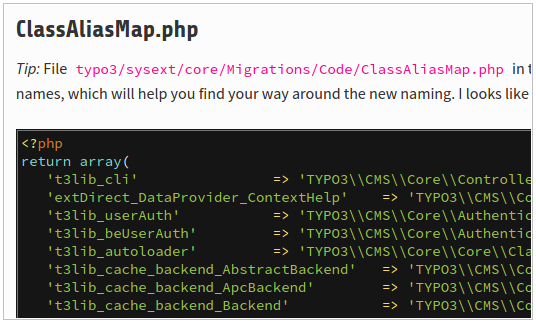 ClassAliasMap.php
Tip: File typo3/sysext/core/Migrations/Code/ClassAliasMap.php in t
names, which will help you find your way around the new naming. I looks like
<?php
return array(
't3lib_cli' => 'TYPO3\\CMS\\Core\\Controlle
'extDirect_DataProvider_ContextHelp' => 'TYPO3\\CMS\\Co
't3lib_userAuth' => 'TYPO3\\CMS\\Core\\Authentic
't3lib_beUserAuth' => 'TYPO3\\CMS\\Core\\Authentic
't3lib_autoloader' => 'TYPO3\\CMS\\Core\\Core\\Cla
't3lib_cache_backend_AbstractBackend' => 'TYPO3\\CMS\\Co
't3lib_cache_backend_ApcBackend' => 'TYPO3\\CMS\\Co
't3lib_cache_backend_Backend' => 'TYPO3\\CMS\\Co